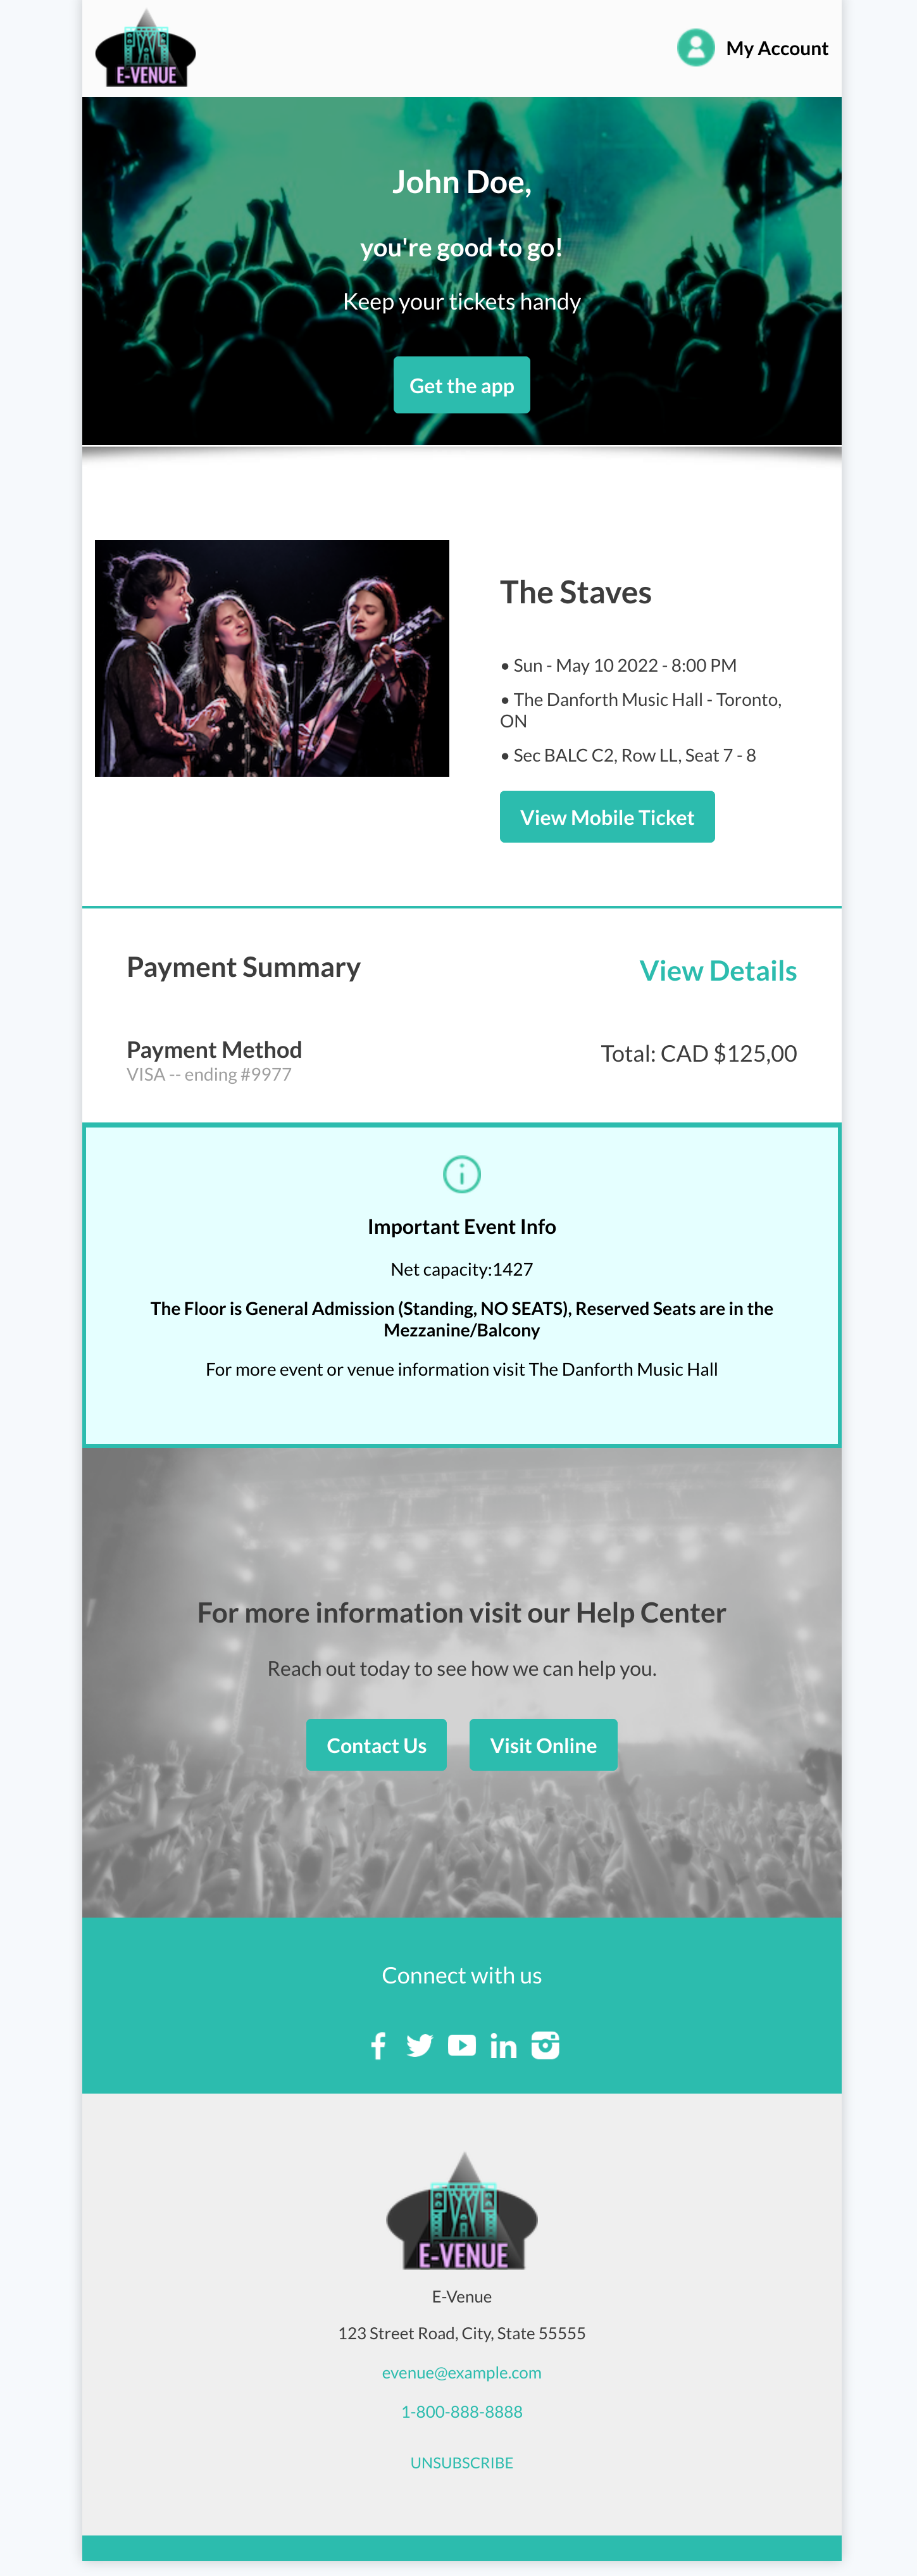 E-VENUE
My Account
John Doe,
you're good to go!
Keep your tickets handy
Get the app
The Staves
• Sun - May 10 2022 - 8:00 PM
• The Danforth Music Hall - Toronto,
ON
• Sec BALC C2, Row LL, Seat 7 - 8
View Mobile Ticket
Payment Summary
View Details
Payment Method
VISA -- ending #9977
Total: CAD $125,00
Important Event Info
Net capacity:1427
The Floor is General Admission (Standing, NO SEATS), Reserved Seats are in the
Mezzanine/Balcony
For more event or venue information visit The Danforth Music Hall
For more information visit our Help Center
Reach out today to see how we can help you.
Contact Us
Visit Online
Connect with us
E-VENUE
E-Venue
123 Street Road, City, State 55555
evenue@example.com
1-800-888-8888
UNSUBSCRIBE